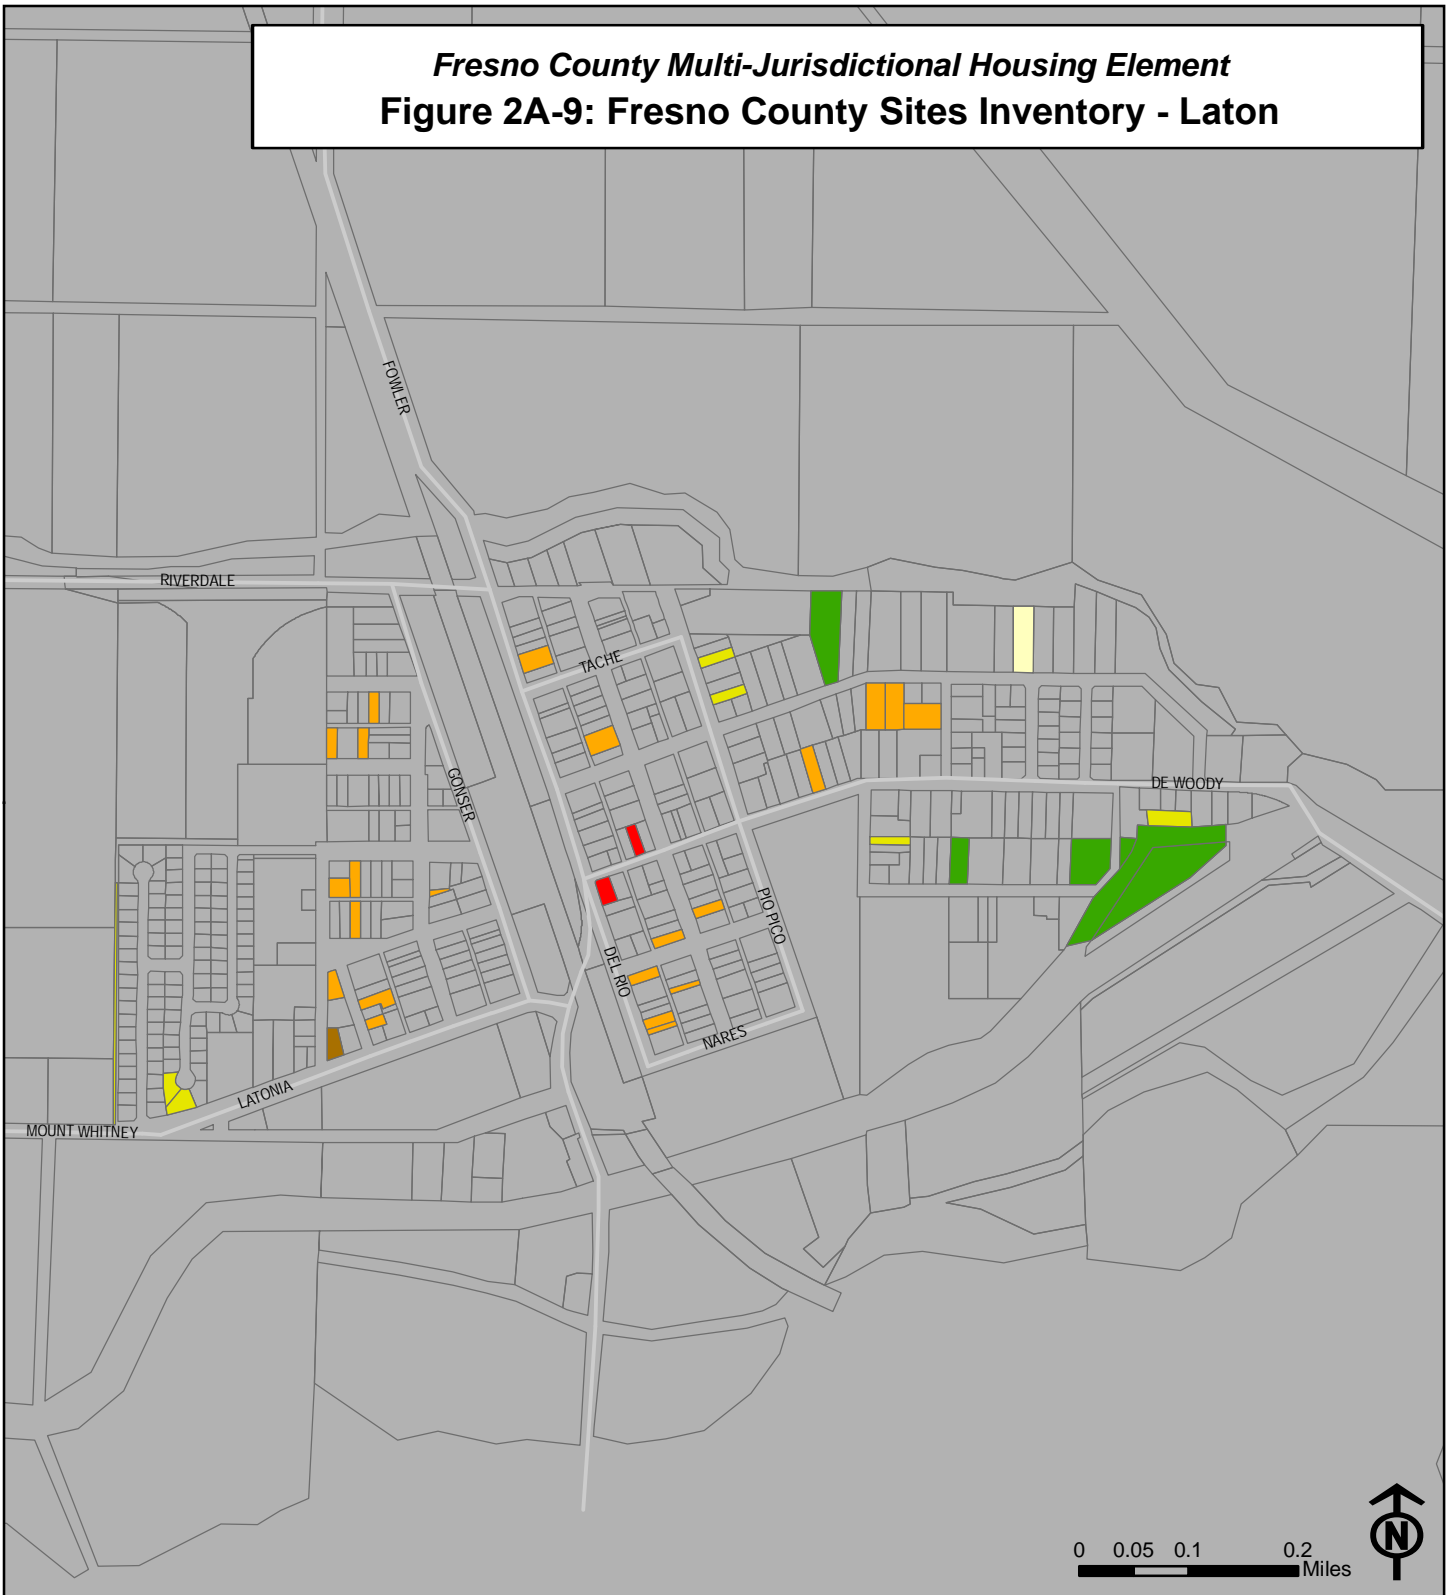 Fresno County Multi-Jurisdictional Housing Element
Figure 2A-9: Fresno County Sites Inventory - Laton
FOWLER
RIVERDALE
TACHE
GONSER
DE WOODY
PIO PICO
DEL RIO
NARES
LATONIA
MOUNT WHITNEY
0 0.05 0.1 0.2
Miles
N